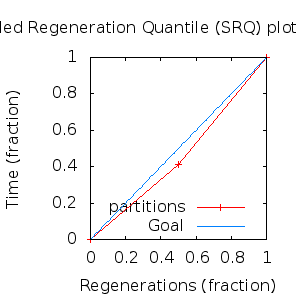 led Regeneration Quantile (SRQ) plot
1
0.8
0.6
0.4
0.2
0
Time (fraction)
partitions
Goal
0 0.2 0.4 0.6 0.8 1
Regenerations (fraction)